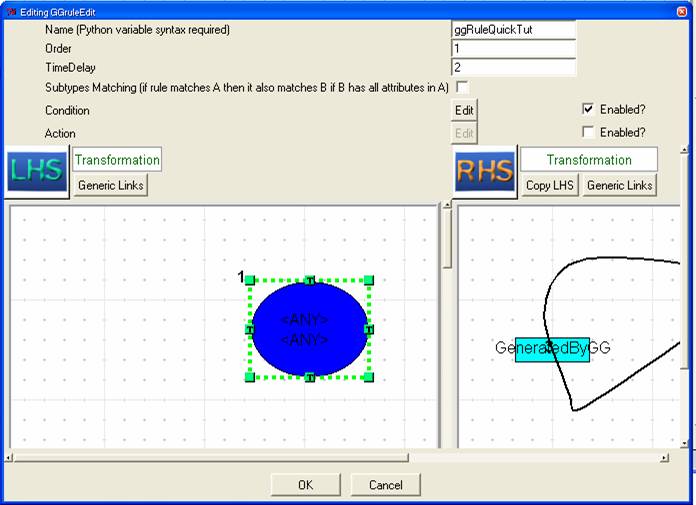 Editing GGruleEdit
Name (Python variable syntax required) ggRuleQuickTut
Order 1
TimeDelay 2
Subtypes Matching (if rule matches A then it also matches B if B has all attributes in A)
Condition Edit Enabled?
Action Edit Enabled?
LHS Transformation RHS Transformation
Generic Links Copy LHS Generic Links
1
<ANY>
<ANY>
GeneratedByGG
OK Cancel